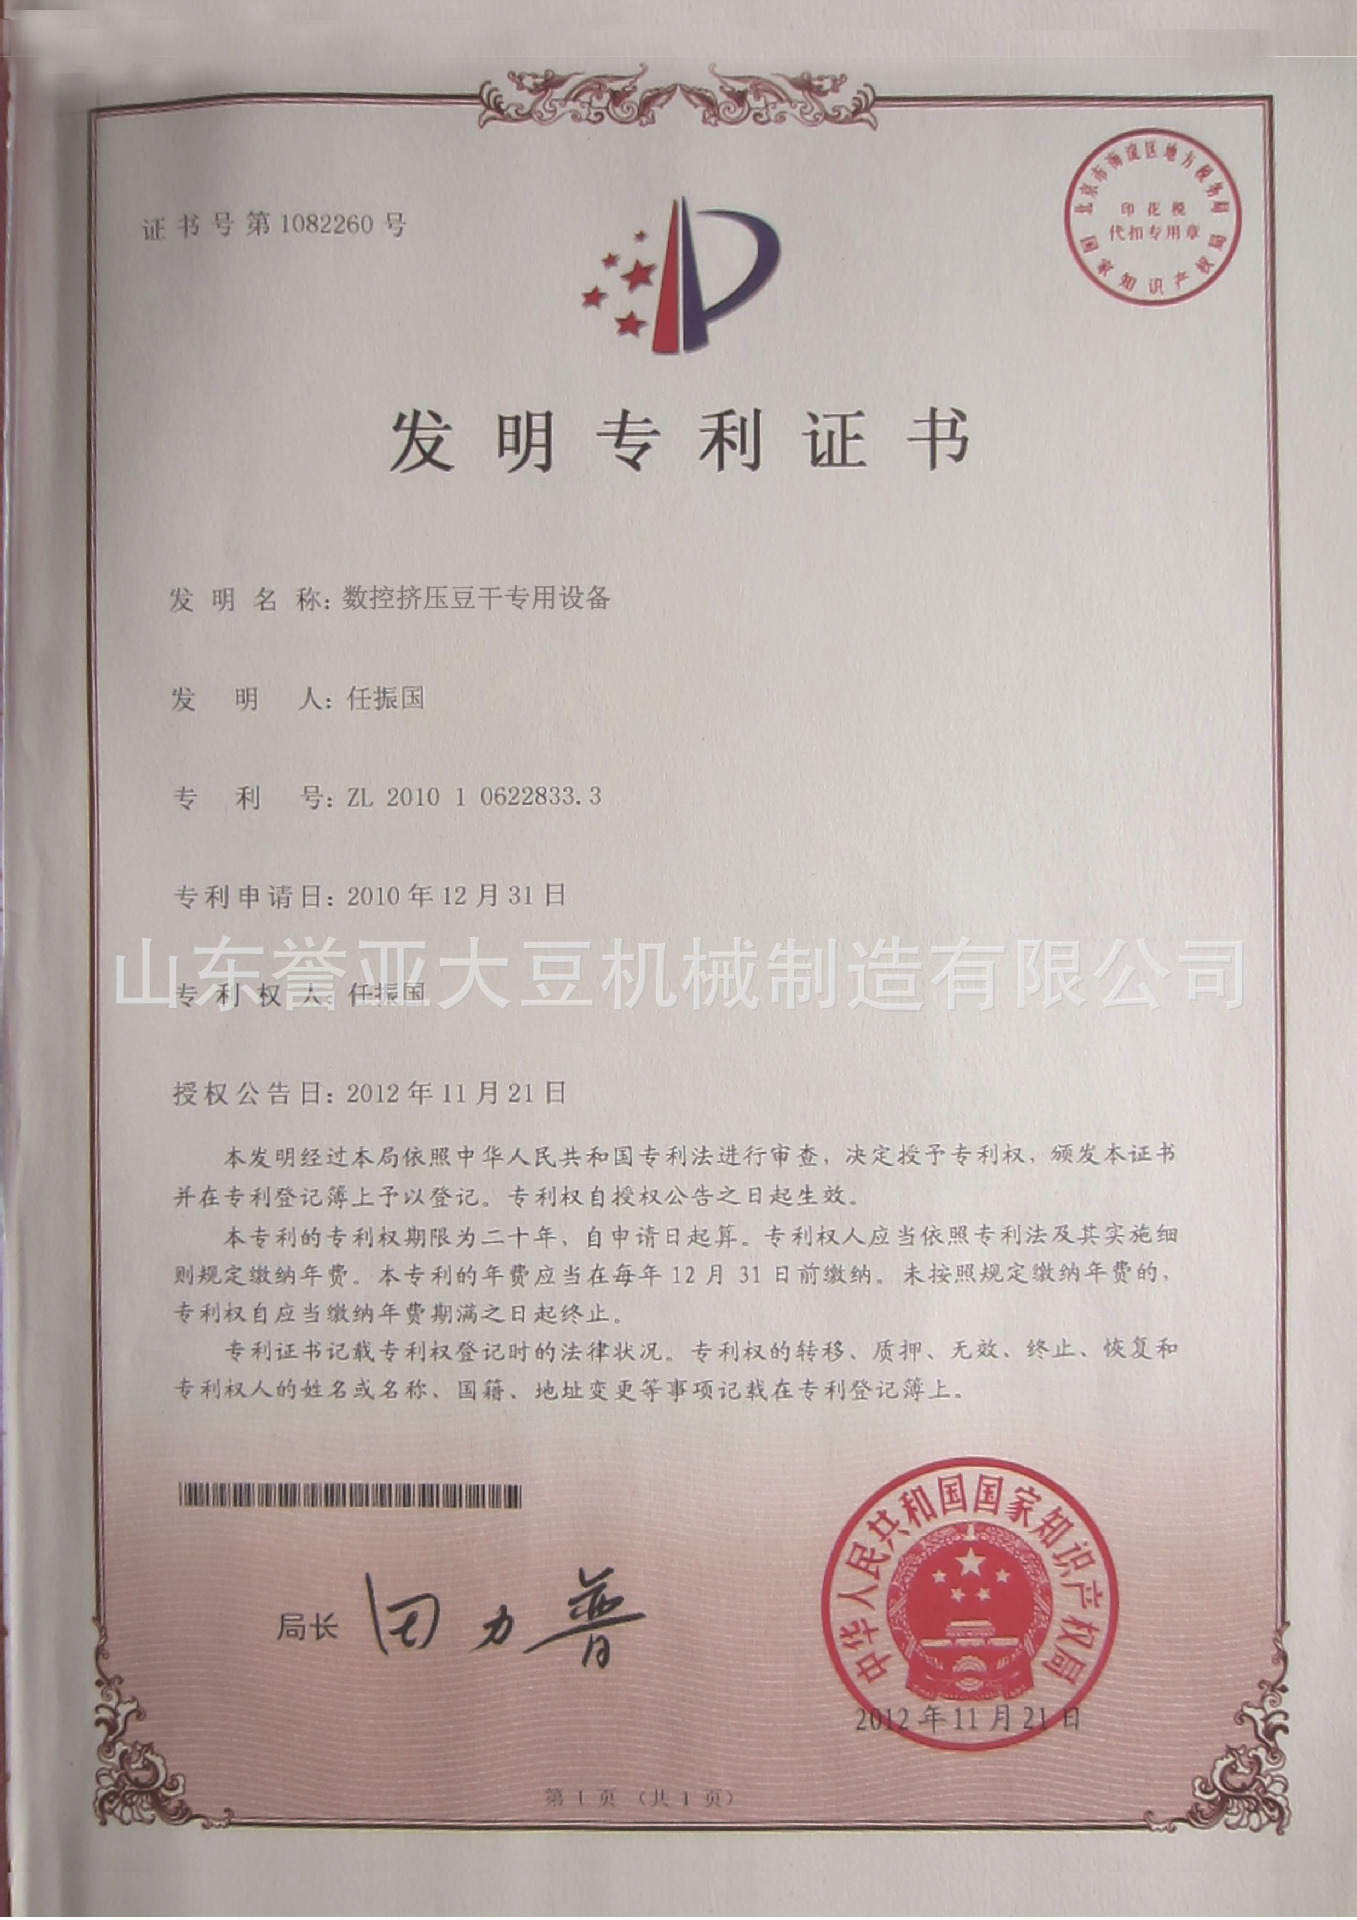 证书号第1082260号
北京市海淀区地方税务局
印花税
代扣专用章
国家知识产权局
发明专利证书
发明名称：数控挤压豆干专用设备
发明人：任振国
专利号：ZL 2010 1 0622833.3
专利申请日：2010年12月31日
山东誉亚大豆机械制造有限公司
专利权人：任振国
授权公告日：2012年11月21日
本发明经过本局依照中华人民共和国专利法进行审查，决定授予专利权，颁发本证书
并在专利登记簿上予以登记。专利权自授权公告之日起生效。
本专利的专利权期限为二十年，自申请日起算。专利权人应当依照专利法及其实施细
则规定缴纳年费。本专利的年费应当在每年12月31日前缴纳。未按照规定缴纳年费的，
专利权自应当缴纳年费期满之日起终止。
专利证书记载专利权登记时的法律状况。专利权的转移、质押、无效、终止、恢复和
专利权人的姓名或名称、国籍、地址变更等事项记载在专利登记簿上。
局长 田力普
中华人民共和国国家知识产权局
2012年11月21日
第1页（共1页）